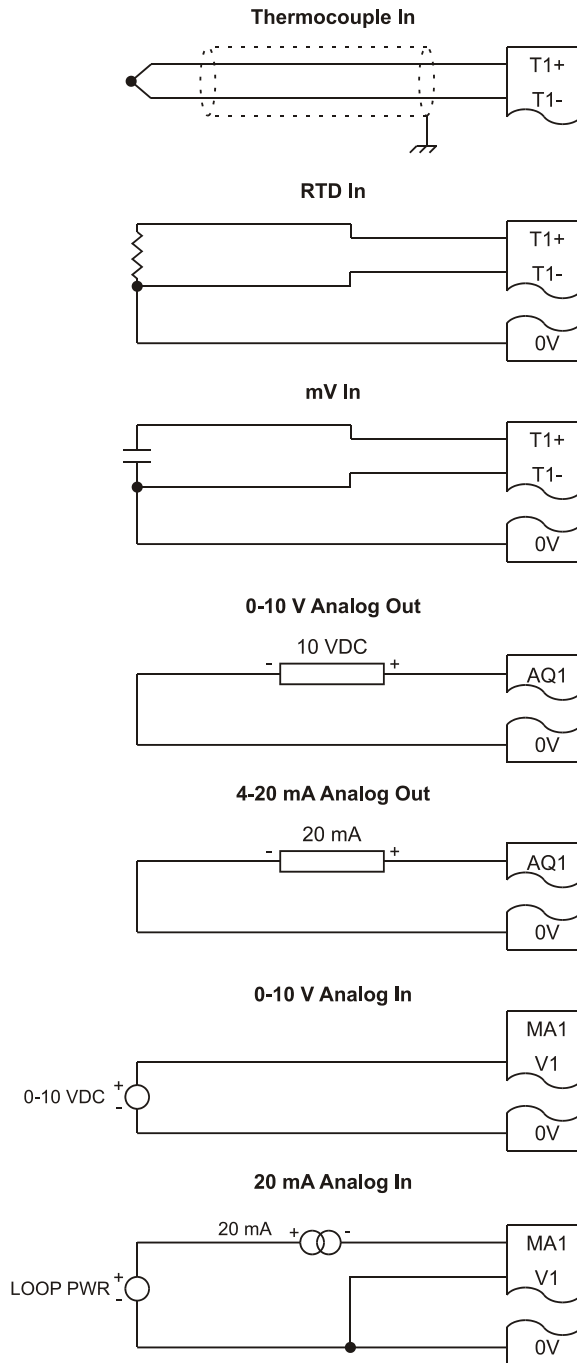 Thermocouple In
T1+
T1-
RTD In
T1+
T1-
0V
mV In
T1+
T1-
0V
0-10 V Analog Out
- 10 VDC +
AQ1
0V
4-20 mA Analog Out
- 20 mA +
AQ1
0V
0-10 V Analog In
MA1
V1
0-10 VDC +
-
0V
20 mA Analog In
20 mA + -
MA1
V1
LOOP PWR +
-
0V